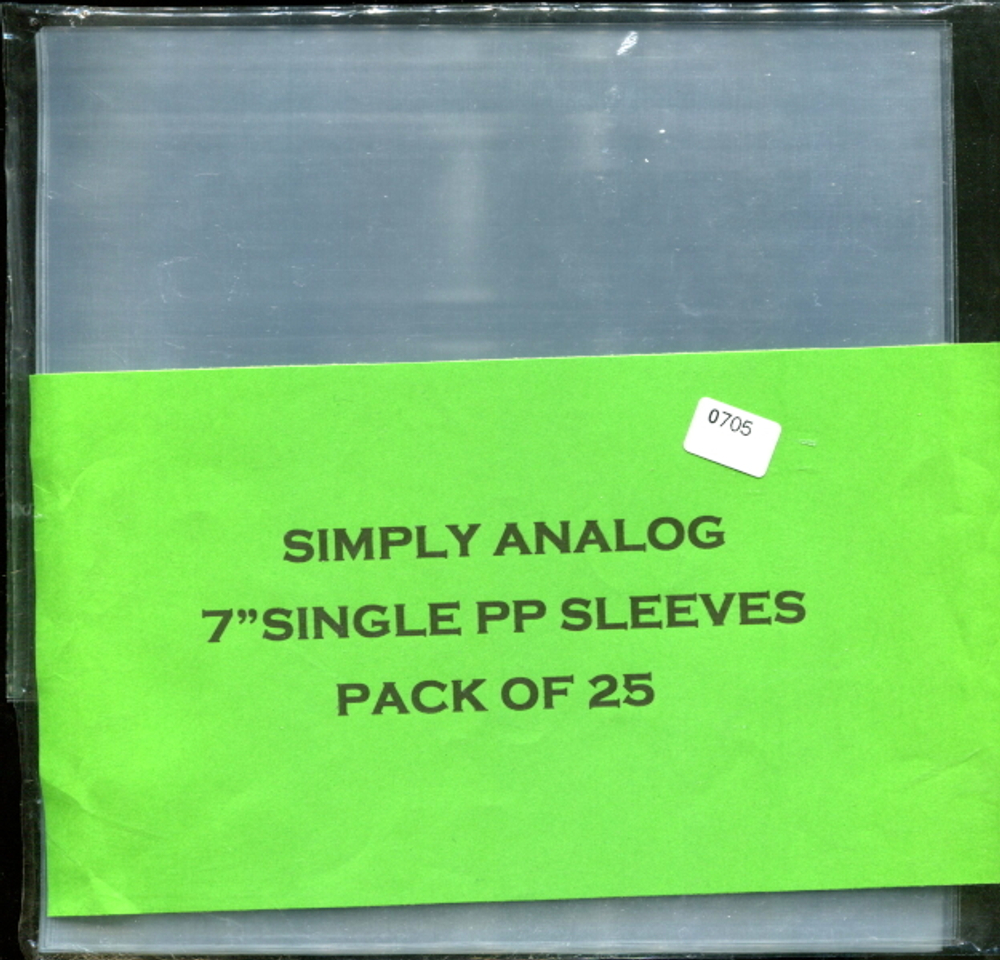 0705
SIMPLY ANALOG
7”SINGLE PP SLEEVES
PACK OF 25